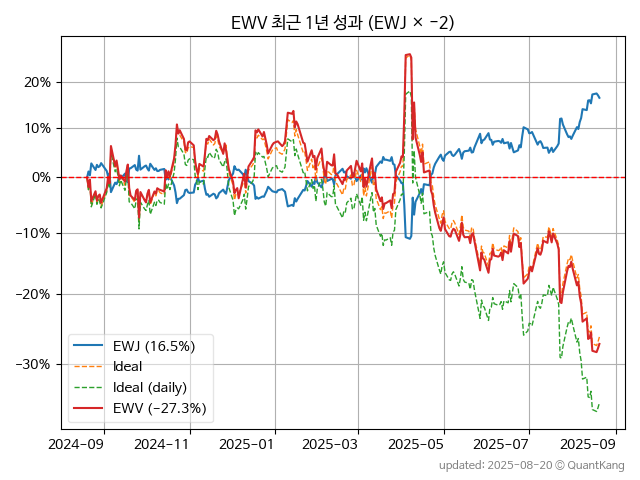 EWV 최근 1년 성과 (EWJ × −2)
20%
10%
0%
−10%
−20%
−30%
EWJ (16.5%)
Ideal
Ideal (daily)
EWV (−27.3%)
2024-09
2024-11
2025-01
2025-03
2025-05
2025-07
2025-09
updated: 2025-08-20 © QuantKang